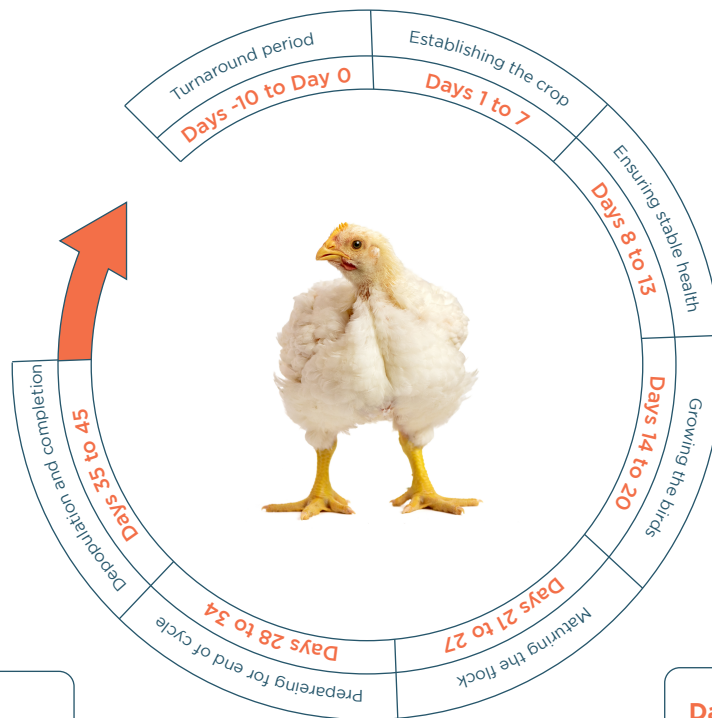 Turnaround period
Days -10 to Day 0
Establishing the crop
Days 1 to 7
Ensuring stable health
Days 8 to 13
Growing the birds
Days 14 to 20
Maturing the flock
Days 21 to 27
Prepareing for end of cycle
Days 28 to 34
Depopulation and completion
Days 35 to 45